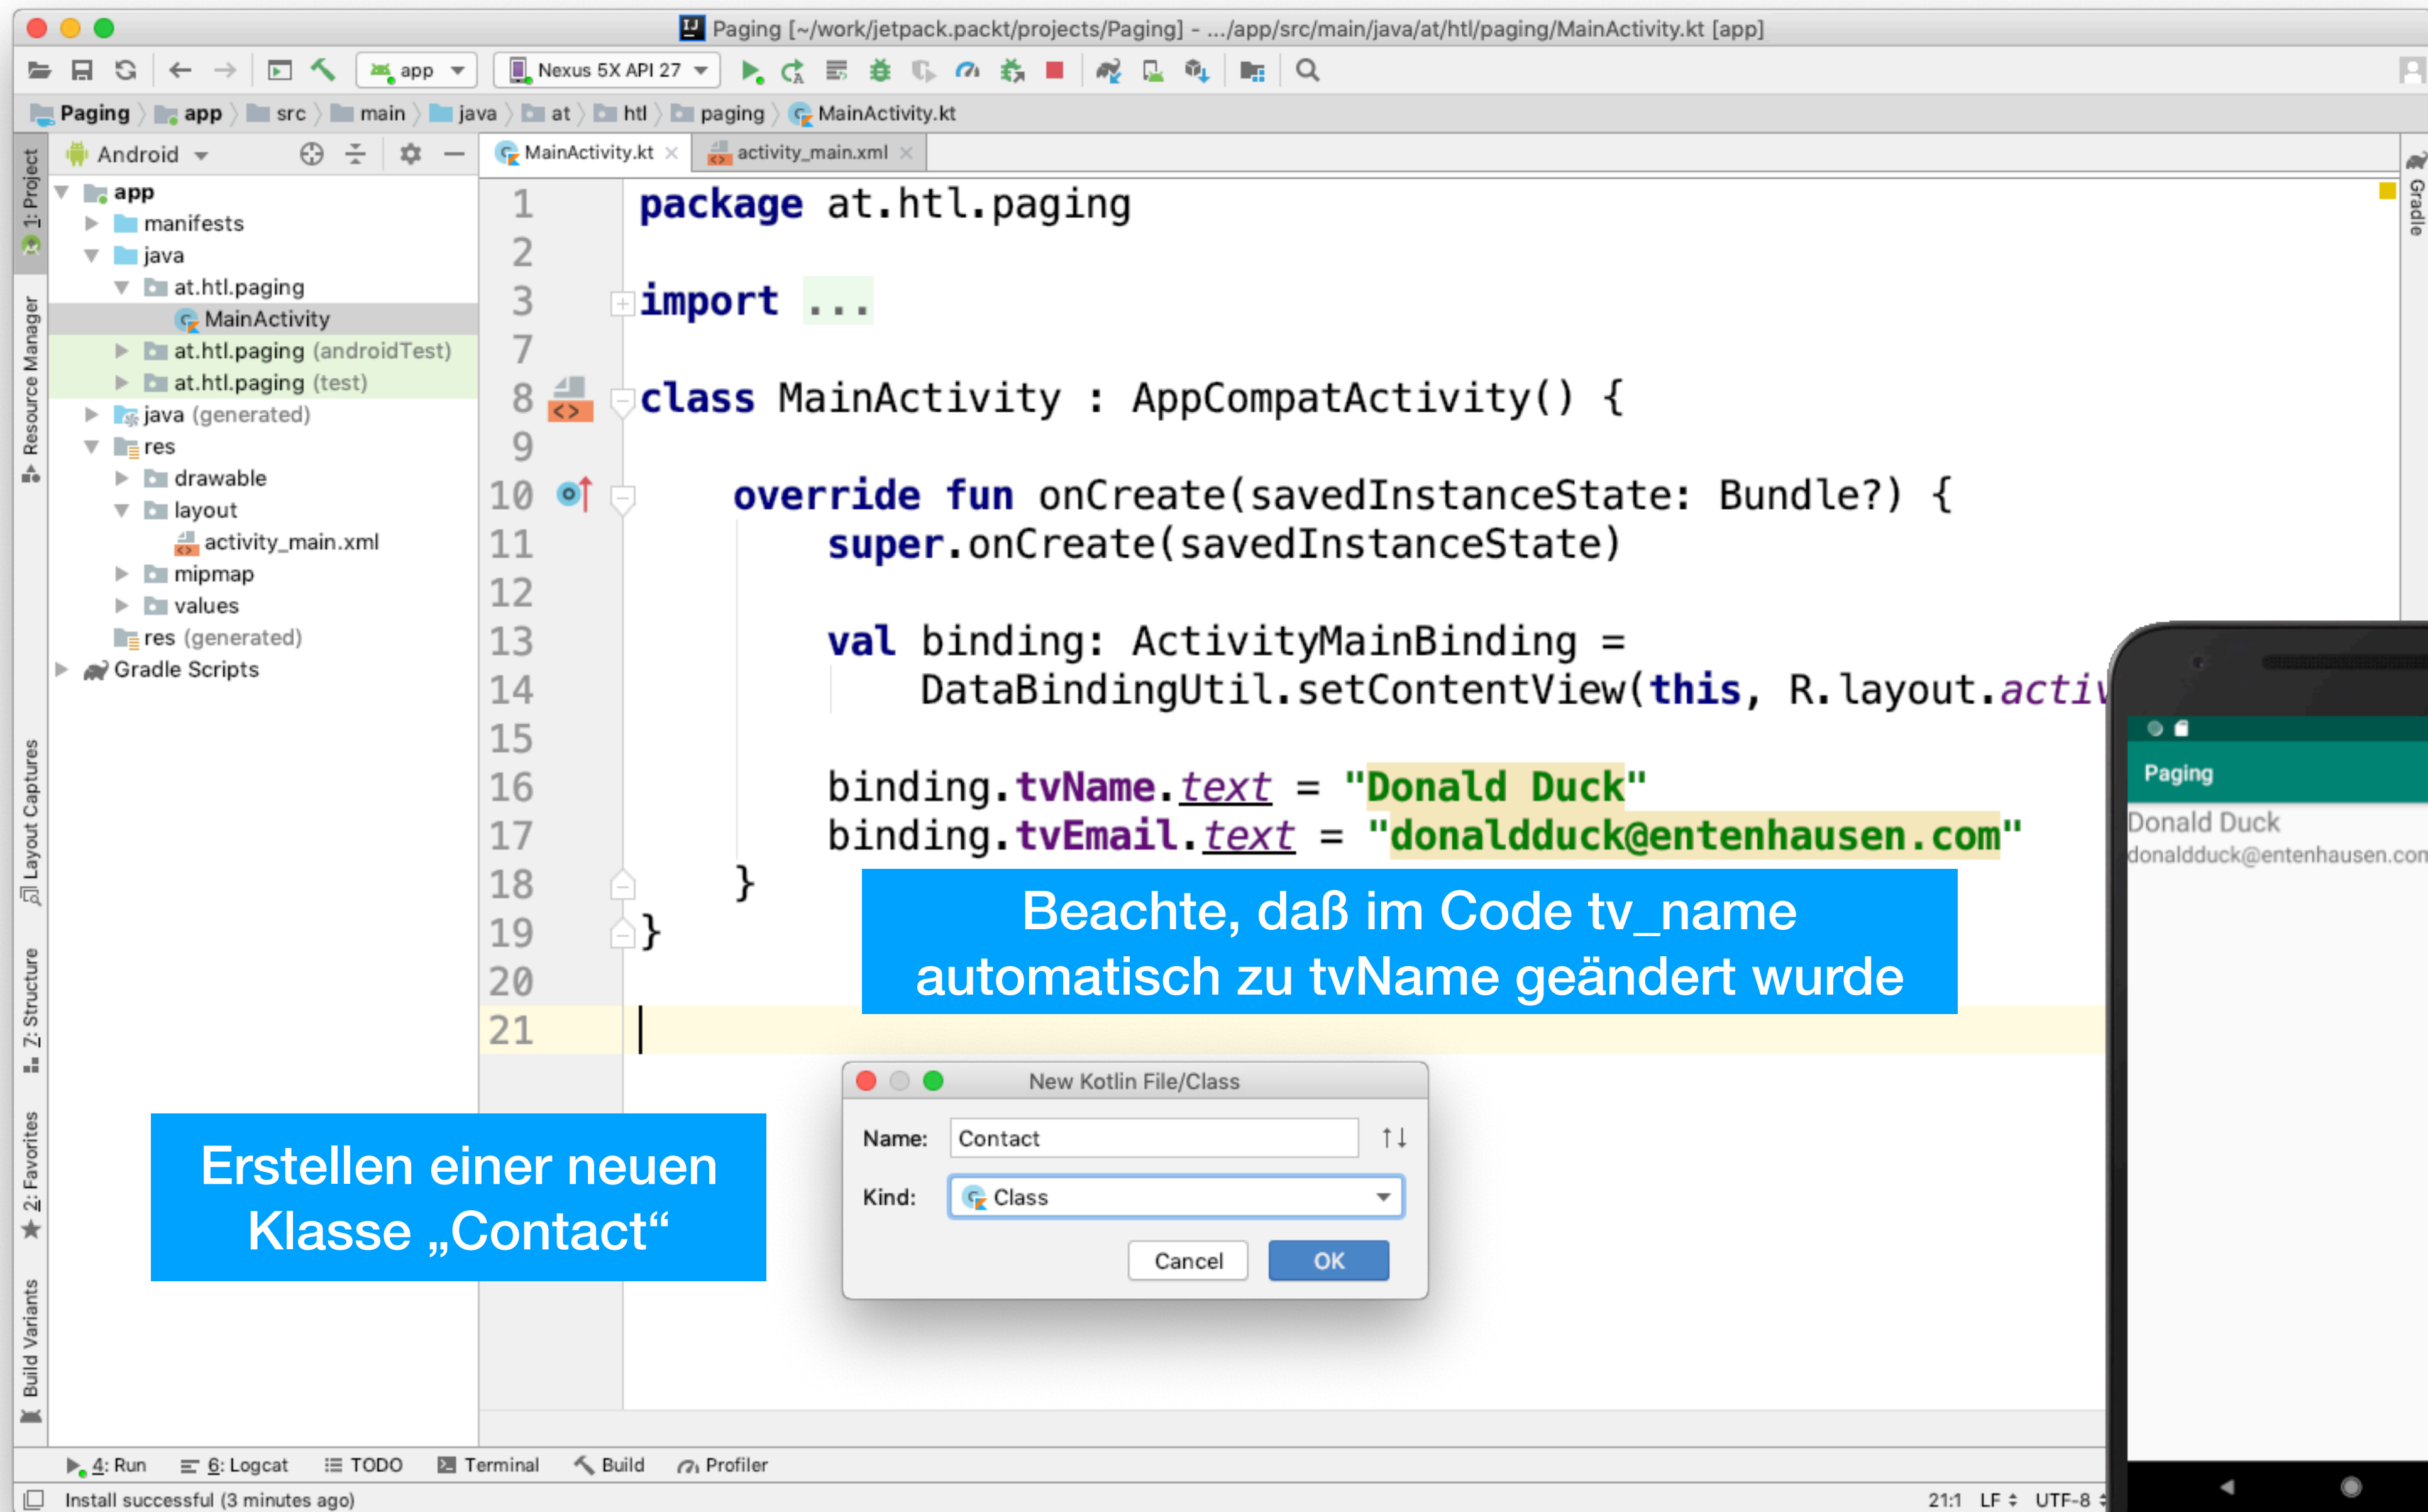 Paging [~/work/jetpack.packt/projects/Paging] - .../app/src/main/java/at/htl/paging/MainActivity.kt [app]
app Nexus 5X API 27
Paging app src main java at htl paging MainActivity.kt
1: Project
Resource Manager
Layout Captures
7: Structure
2: Favorites
Build Variants
Android
app
manifests
java
at.htl.paging
MainActivity
at.htl.paging (androidTest)
at.htl.paging (test)
java (generated)
res
drawable
layout
activity_main.xml
mipmap
values
res (generated)
Gradle Scripts
MainActivity.kt activity_main.xml
1 package at.htl.paging
2
3 import ...
7
8 class MainActivity : AppCompatActivity() {
9
10 override fun onCreate(savedInstanceState: Bundle?) {
11 super.onCreate(savedInstanceState)
12
13 val binding: ActivityMainBinding =
14 DataBindingUtil.setContentView(this, R.layout.activ
15
16 binding.tvName.text = "Donald Duck"
17 binding.tvEmail.text = "donaldduck@entenhausen.com"
18 }
19 }
20
21
Gradle
Beachte, daß im Code tv_name
automatisch zu tvName geändert wurde
Erstellen einer neuen
Klasse „Contact“
New Kotlin File/Class
Name: Contact
Kind: Class
Cancel OK
Paging
Donald Duck
donaldduck@entenhausen.com
4: Run 6: Logcat TODO Terminal Build Profiler
Install successful (3 minutes ago)
21:1 LF UTF-8